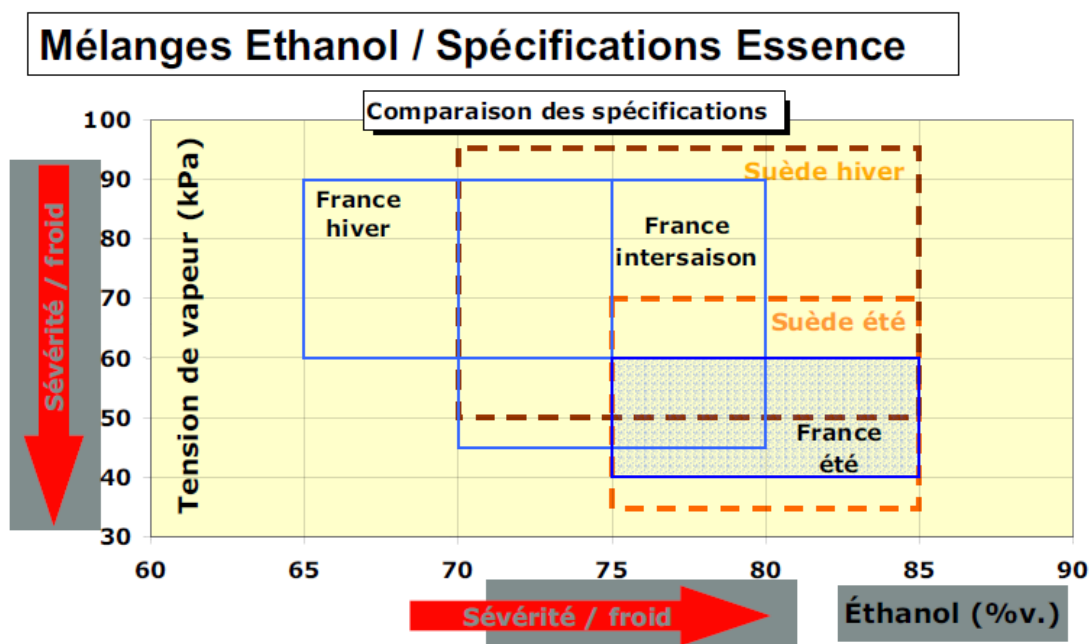 Mélanges Ethanol / Spécifications Essence
Comparaison des spécifications
100
90
80
70
60
50
40
30
Tension de vapeur (kPa)
Sévérité / froid
Suède hiver
France
hiver
France
intersaison
Suède été
France
été
60
65
70
75
80
85
90
Sévérité / froid
Éthanol (%v.)